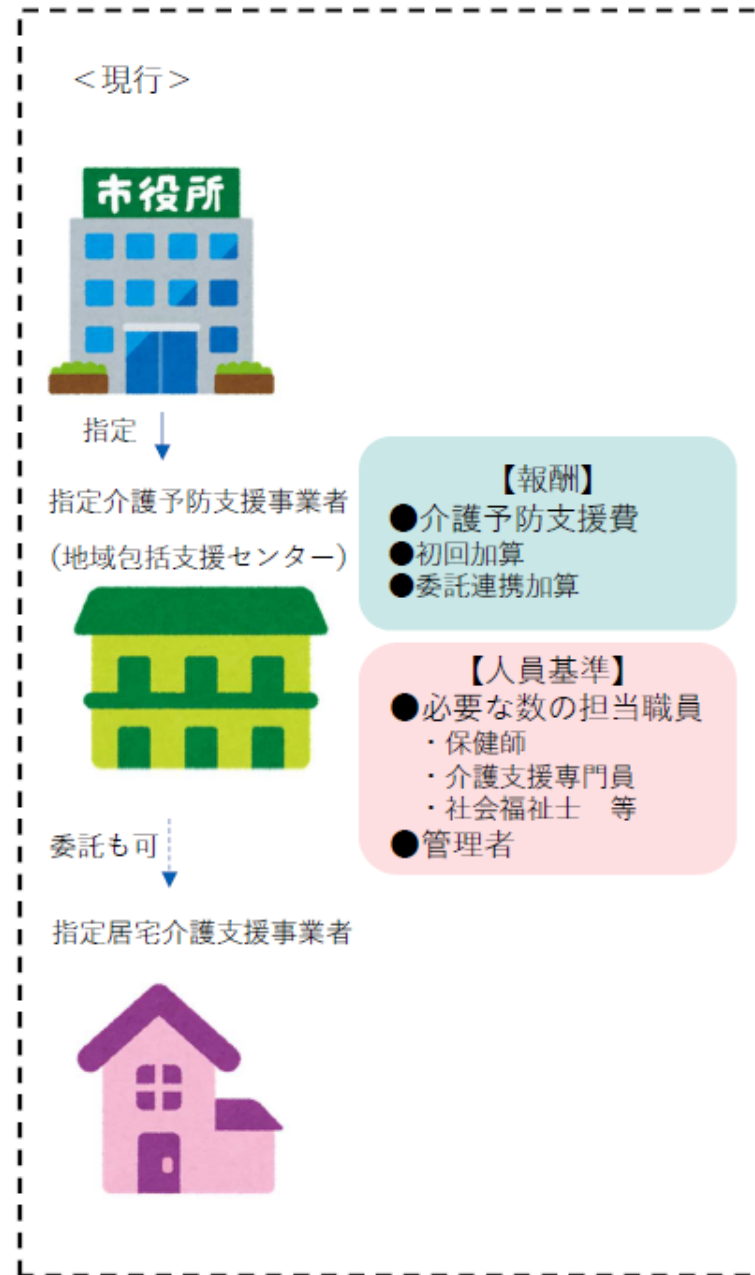 ＜現行＞
市役所
指定
指定介護予防支援事業者
(地域包括支援センター)
【報酬】
●介護予防支援費
●初回加算
●委託連携加算
【人員基準】
●必要な数の担当職員
・保健師
・介護支援専門員
・社会福祉士　等
●管理者
委託も可
指定居宅介護支援事業者